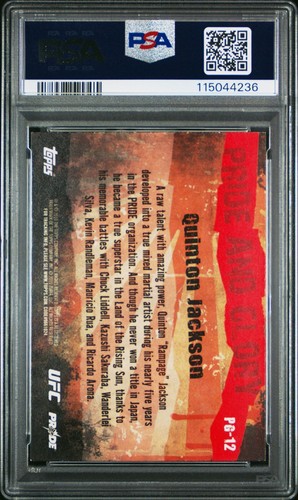 PSA
115044236
PRIDE AND GLORY
Quinton Jackson
PG-12
A raw talent with amazing power, Quinton "Rampage" Jackson
developed into a true mixed martial artist during his nearly five years
in the PRIDE organization. And though he never won a title in Japan,
he became a true superstar in the Land of the Rising Sun, thanks to
his memorable battles with Chuck Liddell, Kazushi Sakuraba, Wanderlei
Silva, Kevin Randleman, Mauricio Rua, and Ricardo Arona.
Topps
UFC
PRIDE